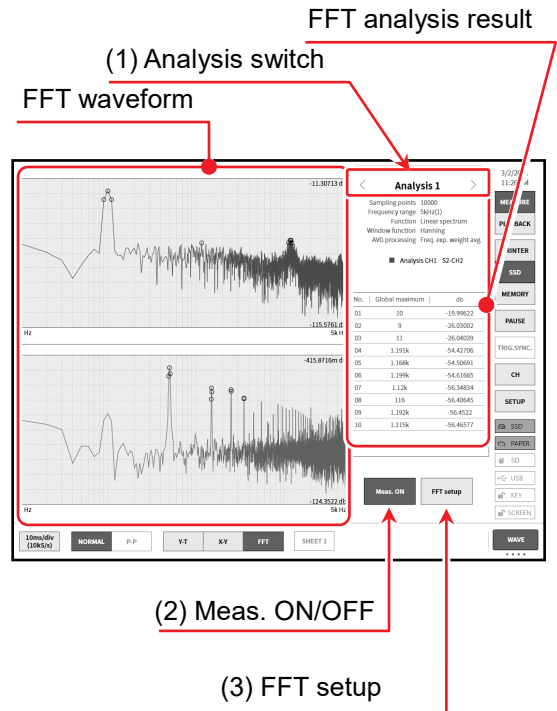 FFT analysis result
(1) Analysis switch
FFT waveform
-11.30713 d
-115.5761 d
Hz 5k H
-415.8716m d
-124.3522 db
Hz 5k Hz
Analysis 1
Sampling points 10000
Frequency range 5kHz(1)
Function Linear spectrum
Window function Hanning
AVG processing Freq. exp. weight avg.
Analysis CH1 S2-CH2
No. Global maximum db
01 10 -19.99622
02 9 -26.03002
03 11 -26.04039
04 1.191k -54.42706
05 1.168k -54.50691
06 1.199k -54.61665
07 1.12k -56.34834
08 116 -56.40645
09 1.192k -56.4522
10 1.215k -56.46577
Meas. ON
FFT setup
SSD
MEMORY
PAUSE
TRIG.SYNC.
CH
SETUP
SSD
PAPER
SD
USB
KEY
SCREEN
10ms/div
(10kS/s)
NORMAL P-P Y-T X-Y FFT SHEET 1 WAVE
(2) Meas. ON/OFF
(3) FFT setup